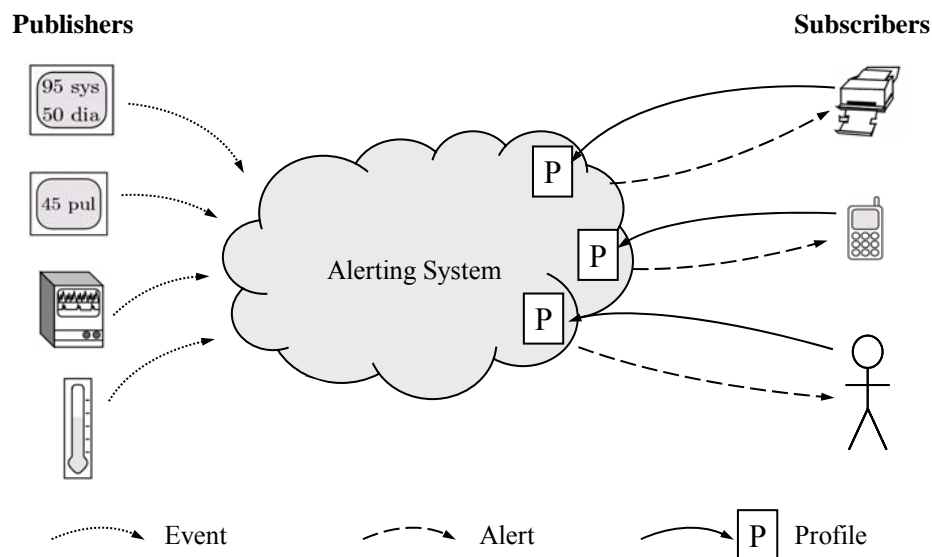 Publishers
Subscribers
95 sys
50 dia
P
45 pul
P
Alerting System
P
Event
Alert
P
Profile